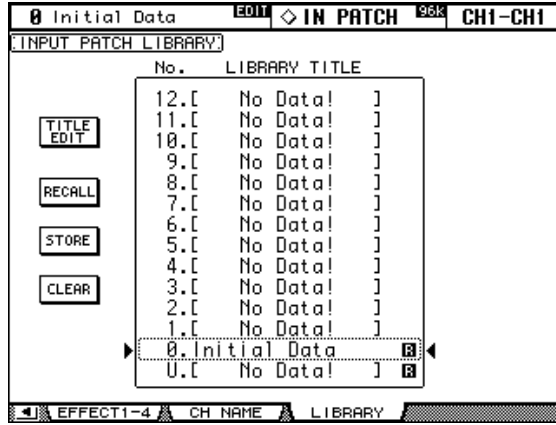 0 Initial Data EDIT ◇ IN PATCH 96K CH1-CH1
INPUT PATCH LIBRARY
No. LIBRARY TITLE
12.[ No Data! ]
11.[ No Data! ]
10.[ No Data! ]
9.[ No Data! ]
8.[ No Data! ]
7.[ No Data! ]
6.[ No Data! ]
5.[ No Data! ]
4.[ No Data! ]
3.[ No Data! ]
2.[ No Data! ]
1.[ No Data! ]
0.Initial Data R
U.[ No Data! ] R
TITLE
EDIT
RECALL
STORE
CLEAR
EFFECT1-4 CH NAME LIBRARY